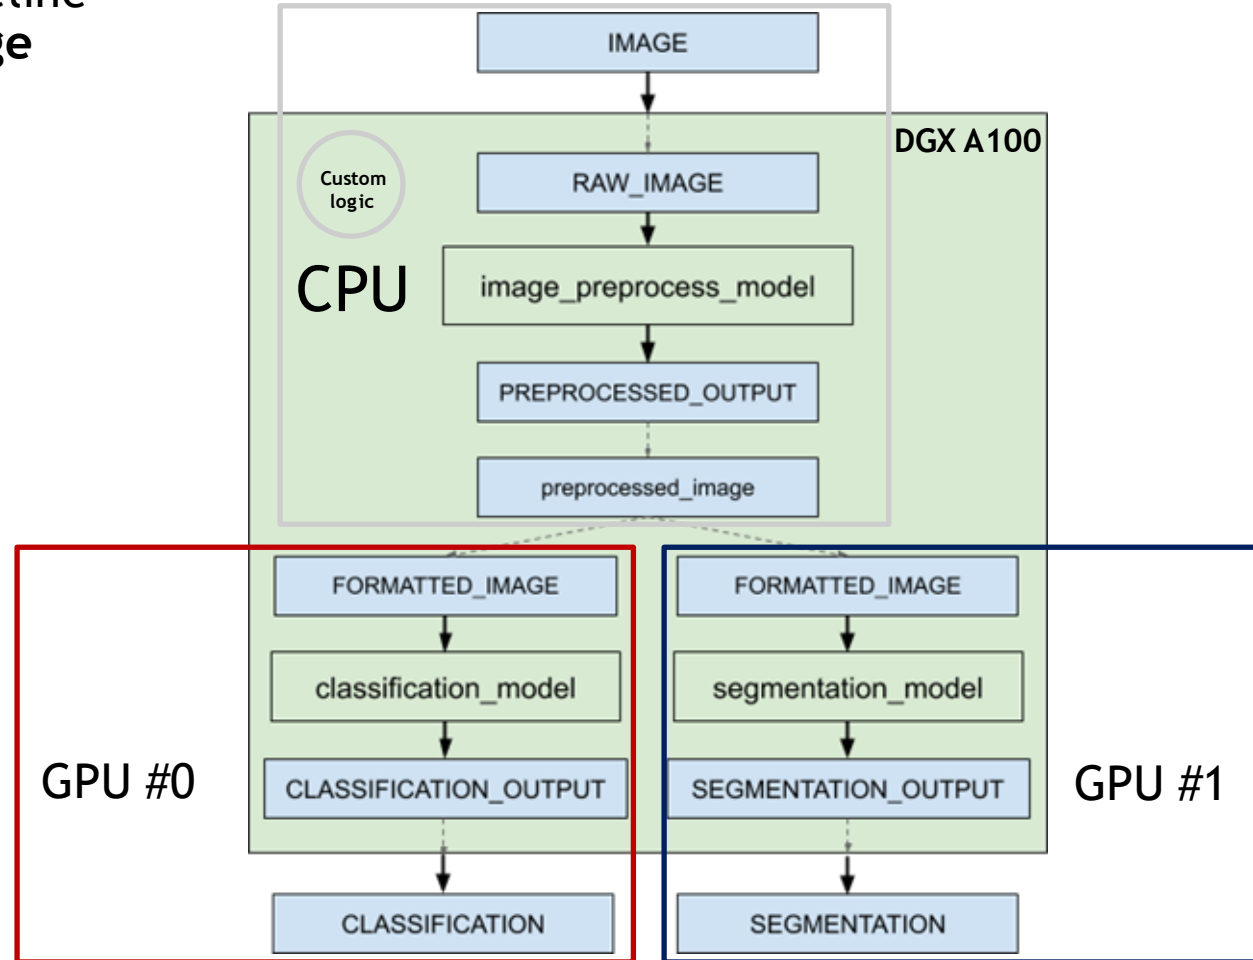 IMAGE
DGX A100
Custom
logic
RAW_IMAGE
CPU
image_preprocess_model
PREPROCESSED_OUTPUT
preprocessed_image
FORMATTED_IMAGE
FORMATTED_IMAGE
classification_model
segmentation_model
GPU #0
CLASSIFICATION_OUTPUT
SEGMENTATION_OUTPUT
GPU #1
CLASSIFICATION
SEGMENTATION